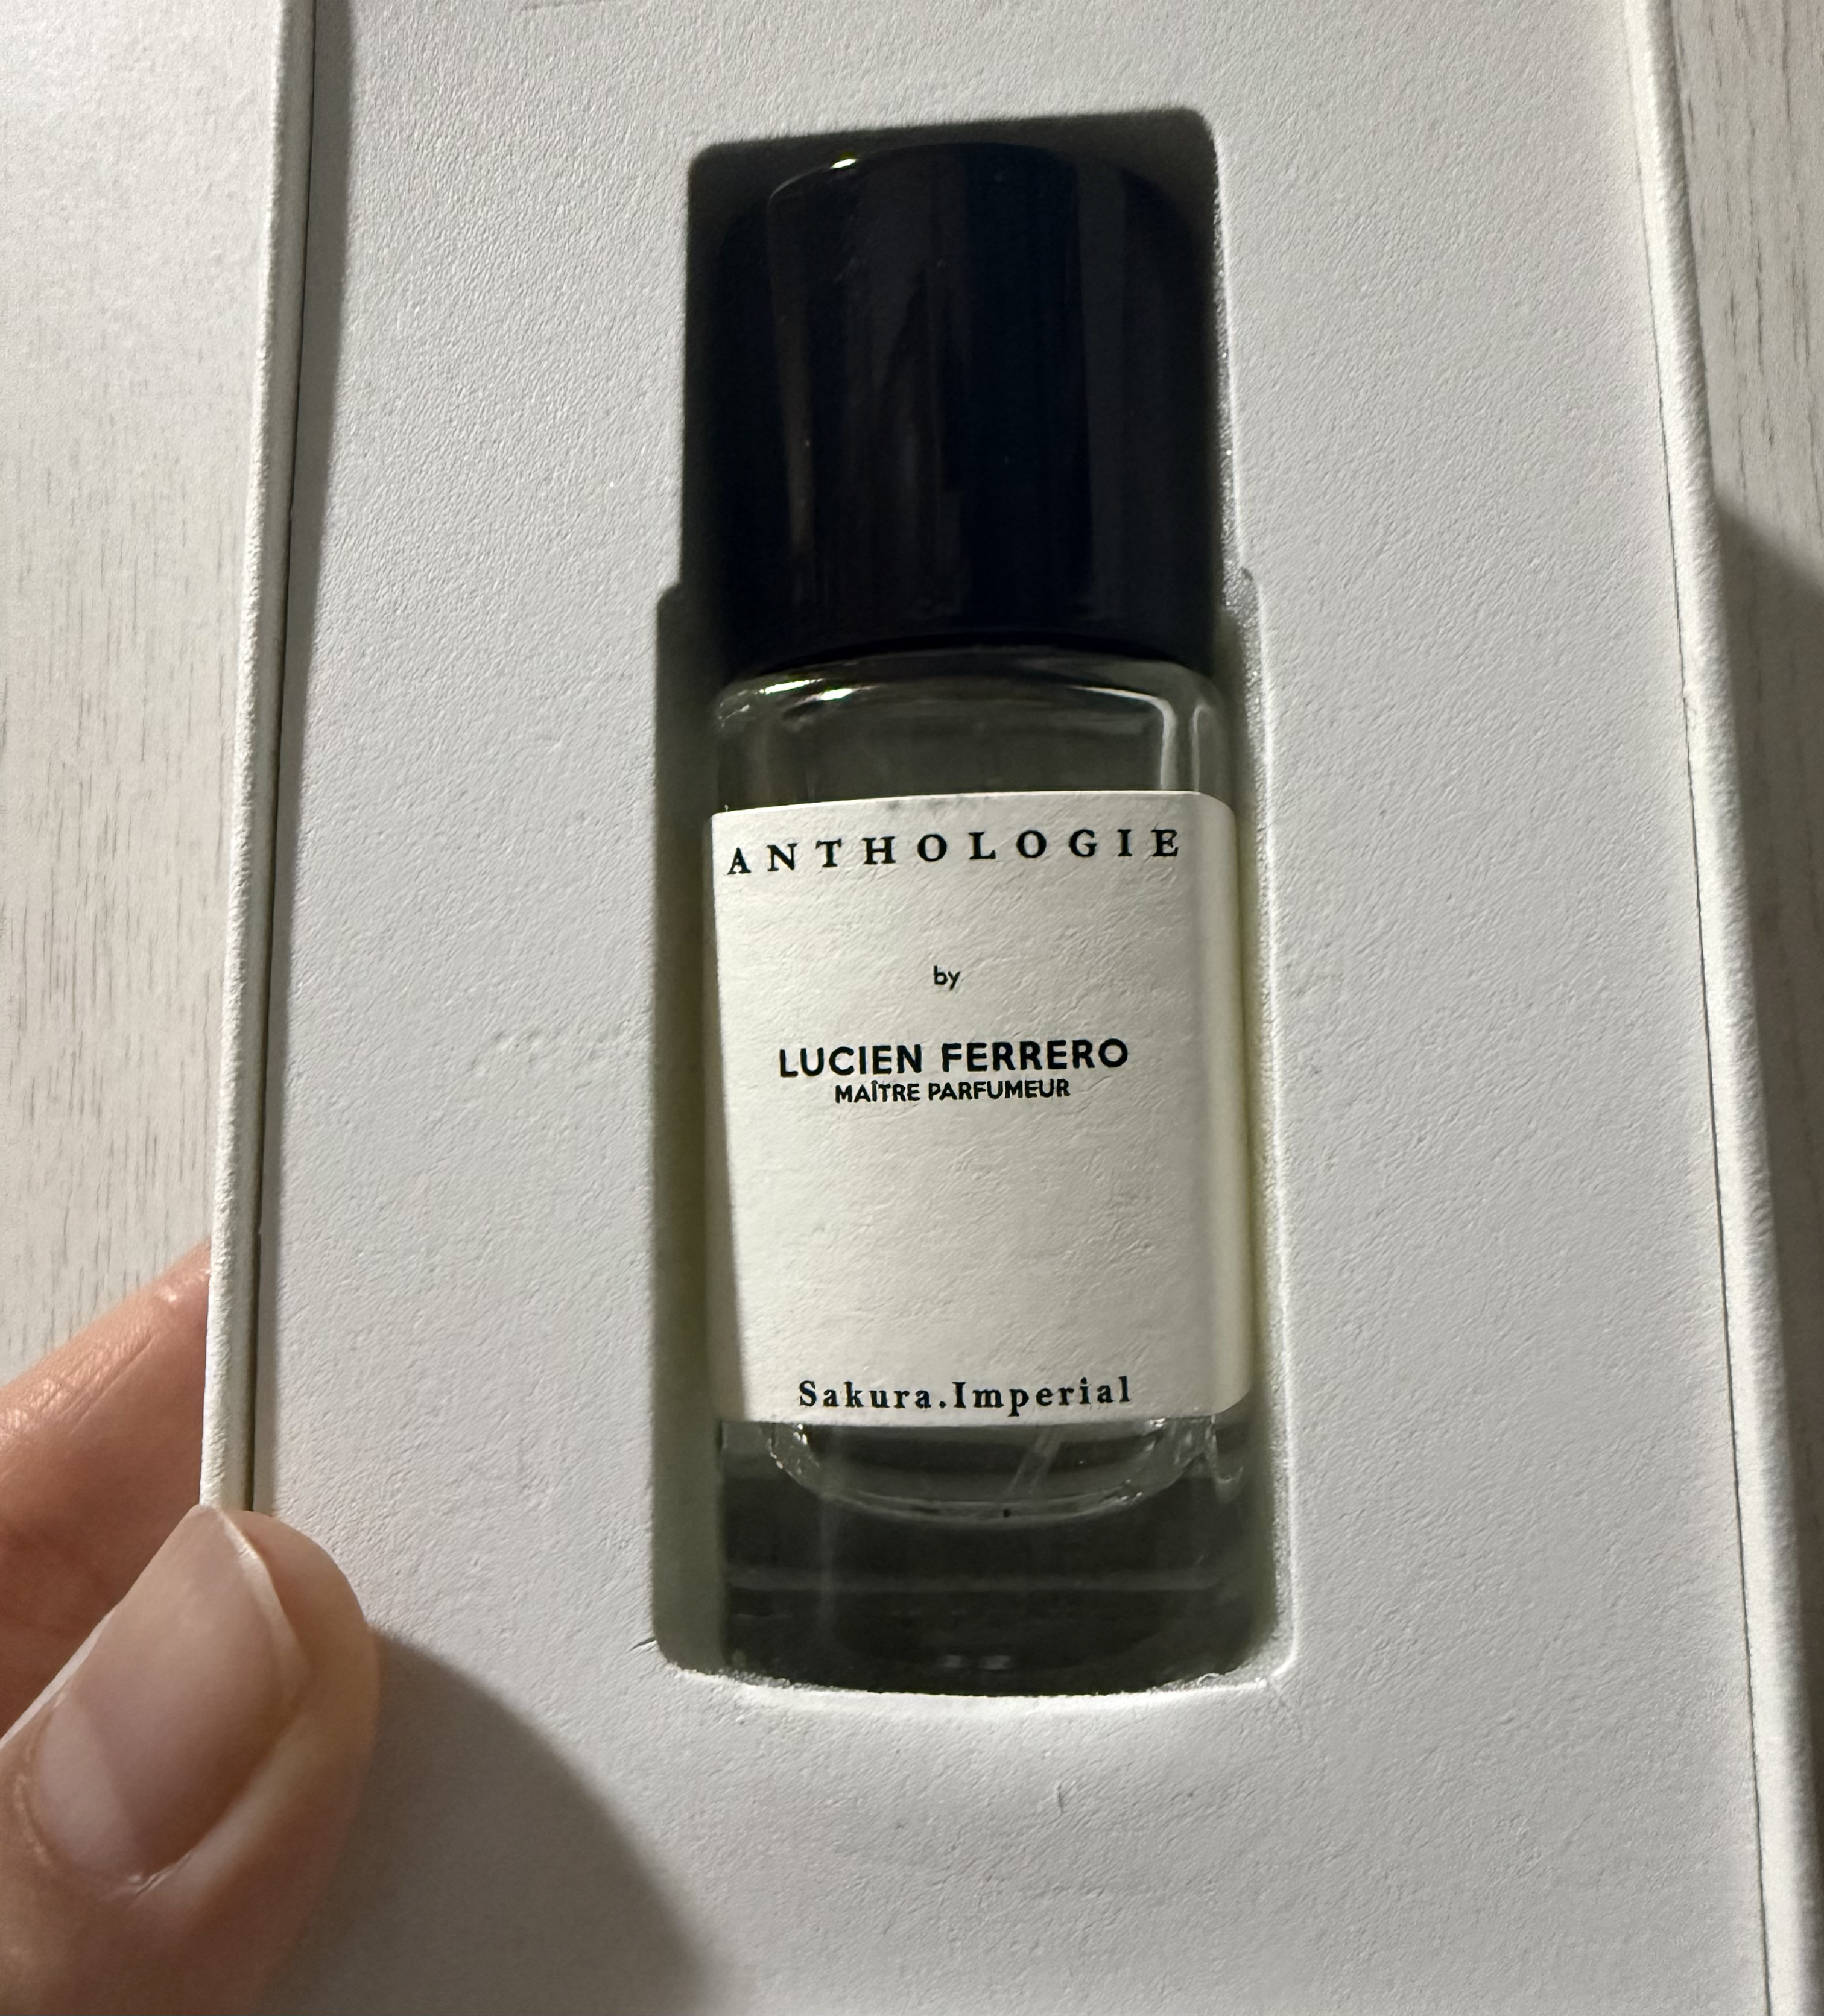 ANTHOLOGIE
by
LUCIEN FERRERO
MAÎTRE PARFUMEUR
Sakura.Imperial